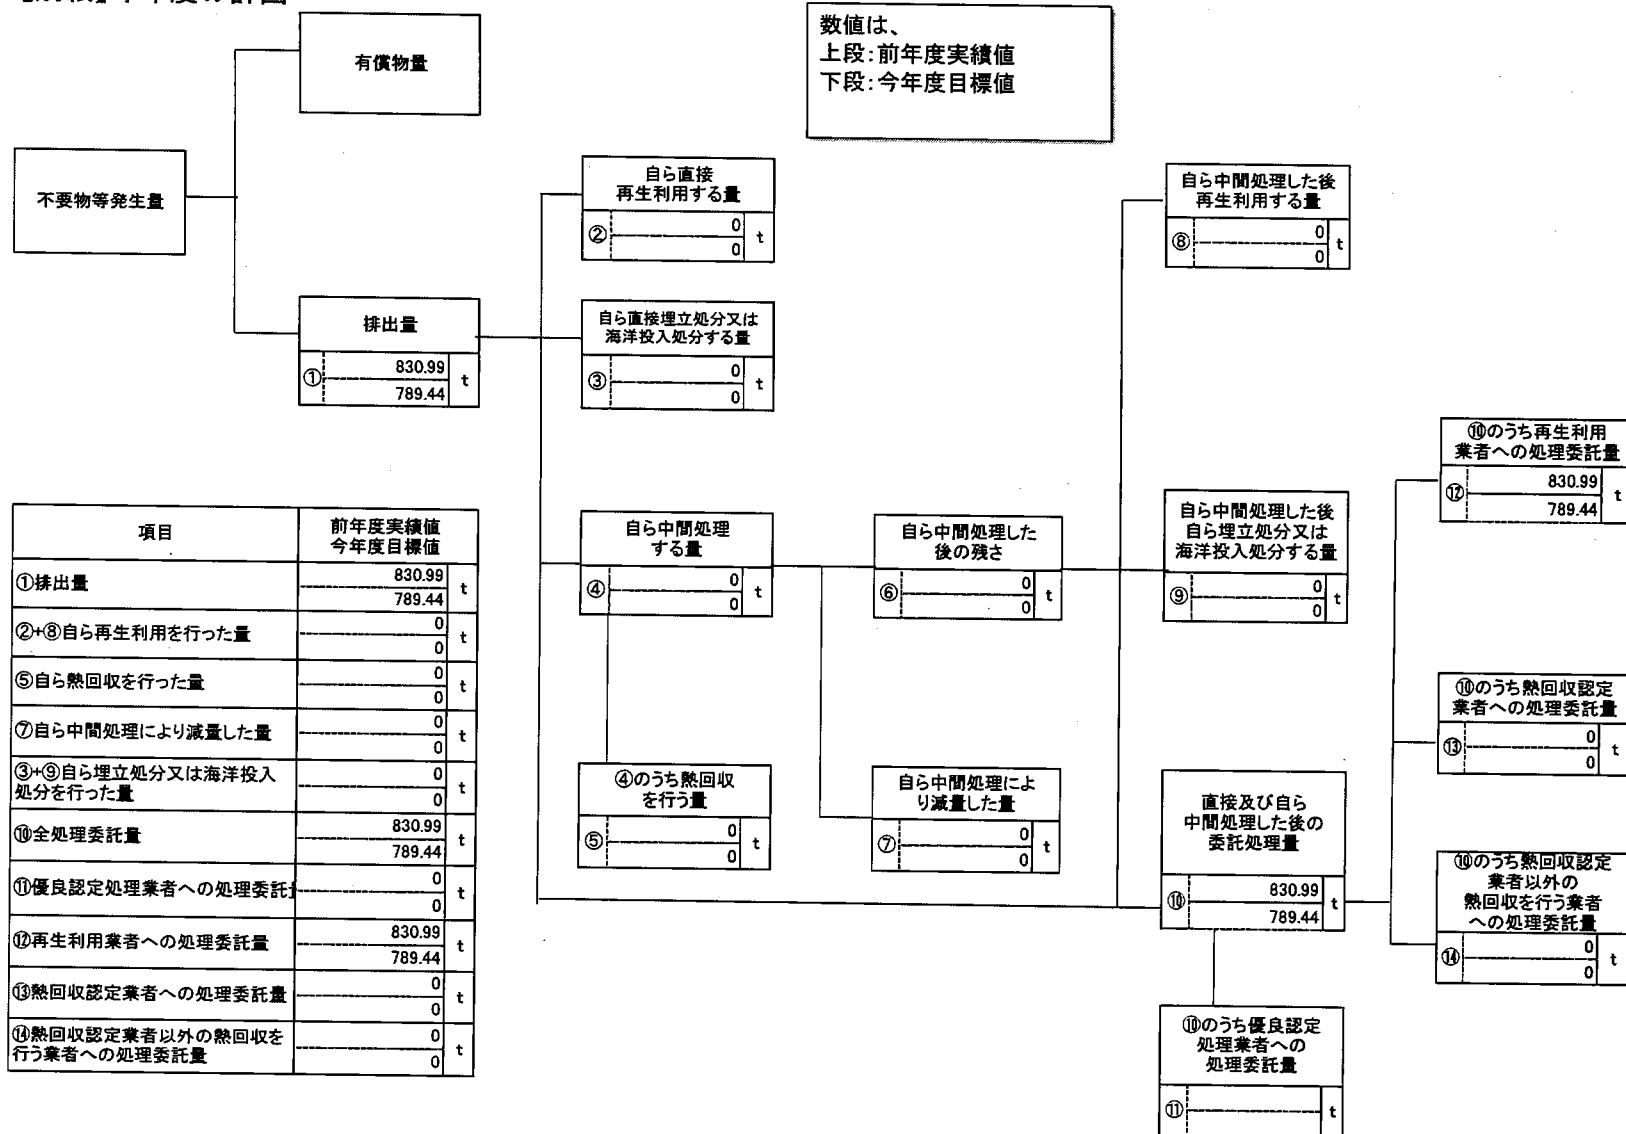 年度の計画
有償物量
数値は、
上段:前年度実績値
下段:今年度目標値
不要物等発生量
自ら直接
再生利用する量
② 0 t
0
自ら中間処理した後
再生利用する量
⑧ 0 t
0
排出量
① 830.99 t
789.44
自ら直接埋立処分又は
海洋投入処分する量
③ 0 t
0
⑩のうち再生利用
業者への処理委託量
⑫ 830.99 t
789.44
自ら中間処理
する量
④ 0 t
0
自ら中間処理した
後の残さ
⑥ 0 t
0
自ら中間処理した後
自ら埋立処分又は
海洋投入処分する量
⑨ 0 t
0
⑩のうち熱回収認定
業者への処理委託量
⑬ 0 t
0
④のうち熱回収
を行う量
⑤ 0 t
0
自ら中間処理によ
り減量した量
⑦ 0 t
0
直接及び自ら
中間処理した後の
委託処理量
⑩ 830.99 t
789.44
⑩のうち熱回収認定
業者以外の
熱回収を行う業者
への処理委託量
⑭ 0 t
0
⑩のうち優良認定
処理業者への
処理委託量
⑪ t
項目 前年度実績値
今年度目標値
①排出量 830.99 t
789.44
②+⑧自ら再生利用を行った量 0 t
0
⑤自ら熱回収を行った量 0 t
0
⑦自ら中間処理により減量した量 0 t
0
③+⑨自ら埋立処分又は海洋投入
処分を行った量 0 t
0
⑩全処理委託量 830.99 t
789.44
⑪優良認定処理業者への処理委託 0 t
0
⑫再生利用業者への処理委託量 830.99 t
789.44
⑬熱回収認定業者への処理委託量 0 t
0
⑭熱回収認定業者以外の熱回収を
行う業者への処理委託量 0 t
0